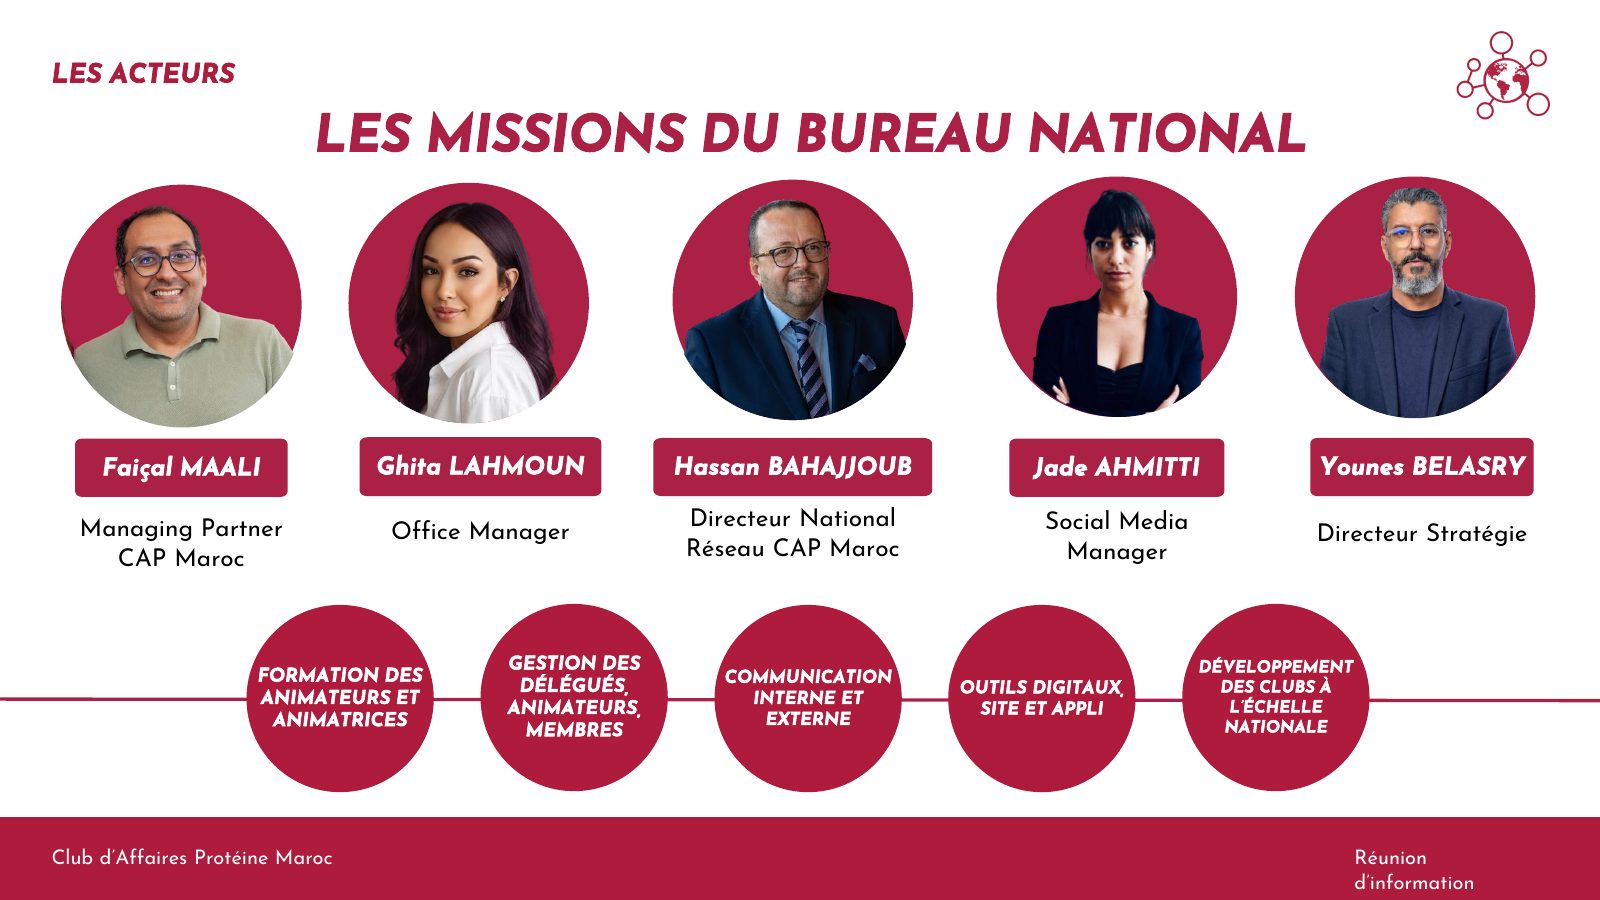 LES ACTEURS
LES MISSIONS DU BUREAU NATIONAL
Faiçal MAALI
Managing Partner
CAP Maroc
Ghita LAHMOUN
Office Manager
Hassan BAHAJJOUB
Directeur National
Réseau CAP Maroc
Jade AHMITTI
Social Media
Manager
Younes BELASRY
Directeur Stratégie
FORMATION DES
ANIMATEURS ET
ANIMATRICES
GESTION DES
DÉLÉGUÉS,
ANIMATEURS,
MEMBRES
COMMUNICATION
INTERNE ET
EXTERNE
OUTILS DIGITAUX,
SITE ET APPLI
DÉVELOPPEMENT
DES CLUBS À
L'ÉCHELLE
NATIONALE
Club d'Affaires Protéine Maroc
Réunion
d'information